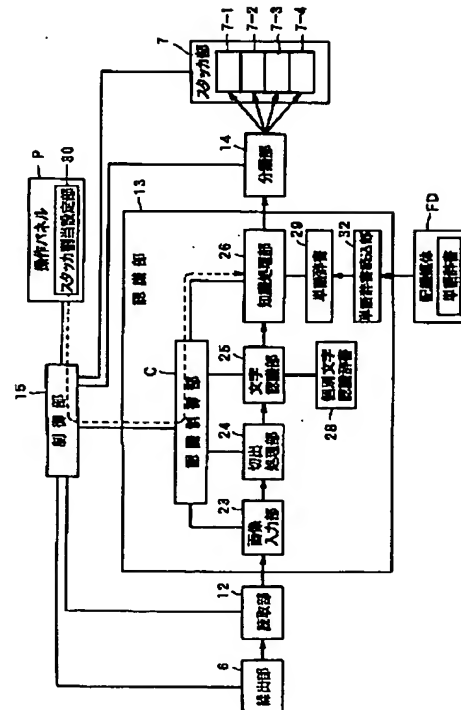 P
操作パネル
30
スタッカ割当設定部
15
制御部
7
スタッカ部
7-1
7-2
7-3
7-4
14
分類部
13
認識部
C
認識制御部
6
繰出部
12
読取部
23
画像
入力部
24
切出
処理部
25
文字
認識部
26
知識処理部
28
個別文字
認識辞書
29
単語辞書
32
単語辞書読込部
FD
記録媒体
単語辞書